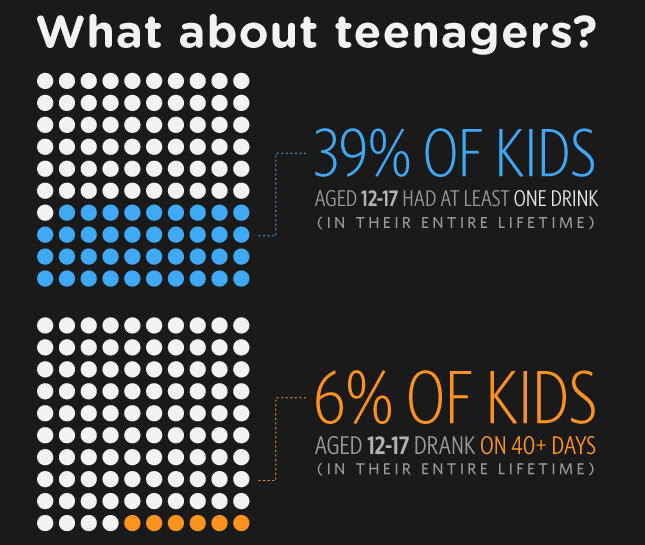 What about teenagers?
39% OF KIDS
AGED 12-17 HAD AT LEAST ONE DRINK
(IN THEIR ENTIRE LIFETIME)
6% OF KIDS
AGED 12-17 DRANK ON 40+ DAYS
(IN THEIR ENTIRE LIFETIME)